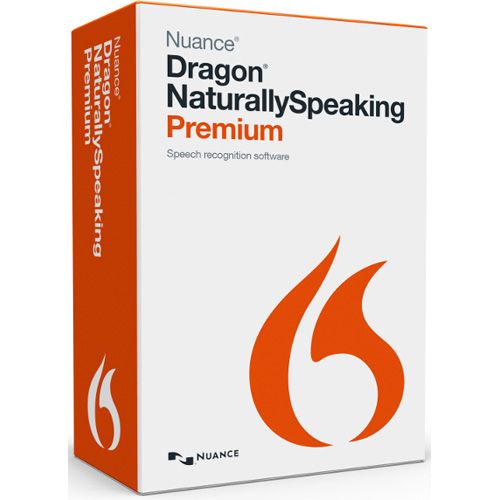 Nuance®
Dragon®
NaturallySpeaking
Premium
Speech recognition software
NUANCE
Nuance®
Dragon®
NaturallySpeaking
Premium